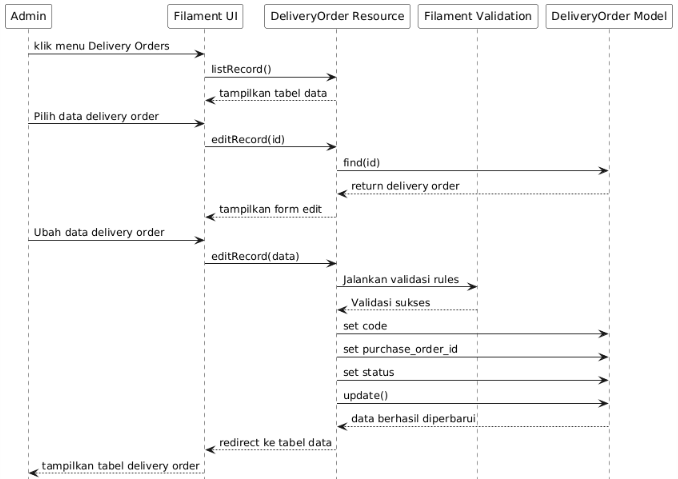 Admin
Filament UI
DeliveryOrder Resource
Filament Validation
DeliveryOrder Model
klik menu Delivery Orders
listRecord()
tampilkan tabel data
Pilih data delivery order
editRecord(id)
find(id)
return delivery order
tampilkan form edit
Ubah data delivery order
editRecord(data)
Jalankan validasi rules
Validasi sukses
set code
set purchase_order_id
set status
update()
data berhasil diperbarui
redirect ke tabel data
tampilkan tabel delivery order